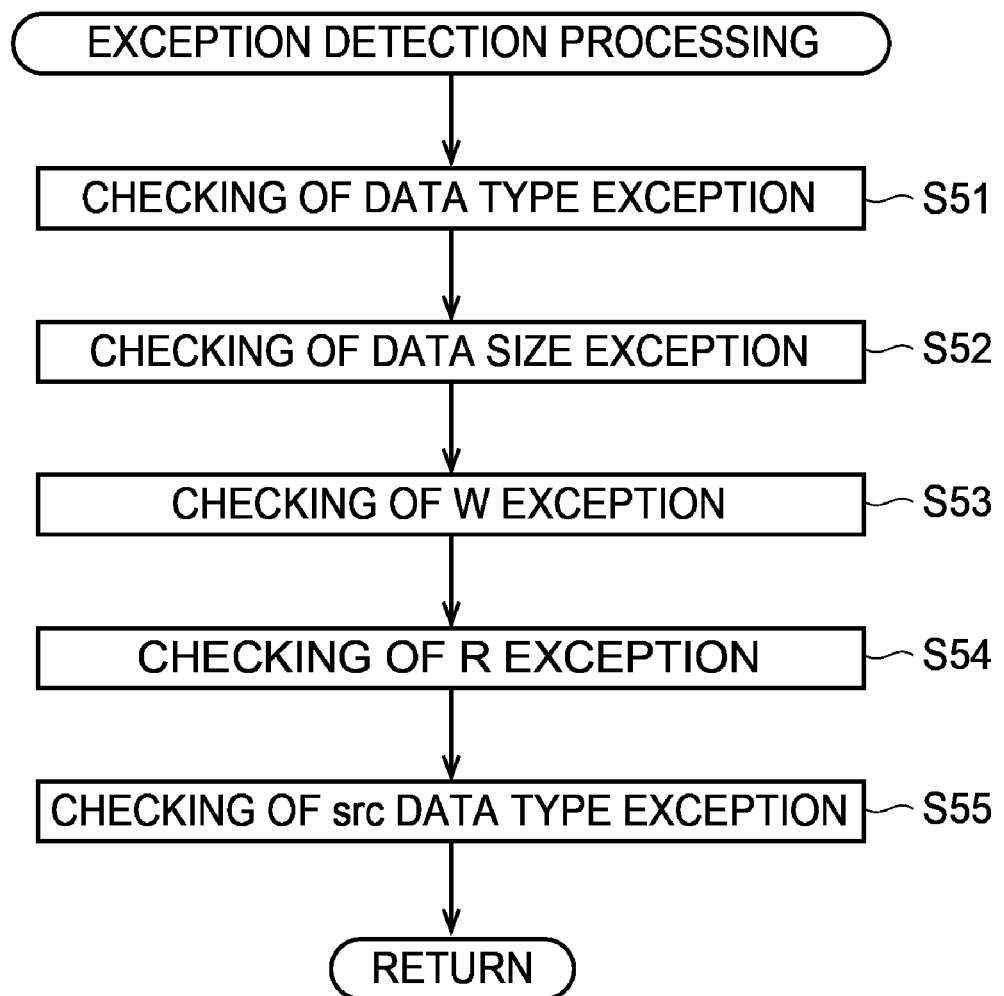 EXCEPTION DETECTION PROCESSING
CHECKING OF DATA TYPE EXCEPTION S51
CHECKING OF DATA SIZE EXCEPTION S52
CHECKING OF W EXCEPTION S53
CHECKING OF R EXCEPTION S54
CHECKING OF src DATA TYPE EXCEPTION S55
RETURN